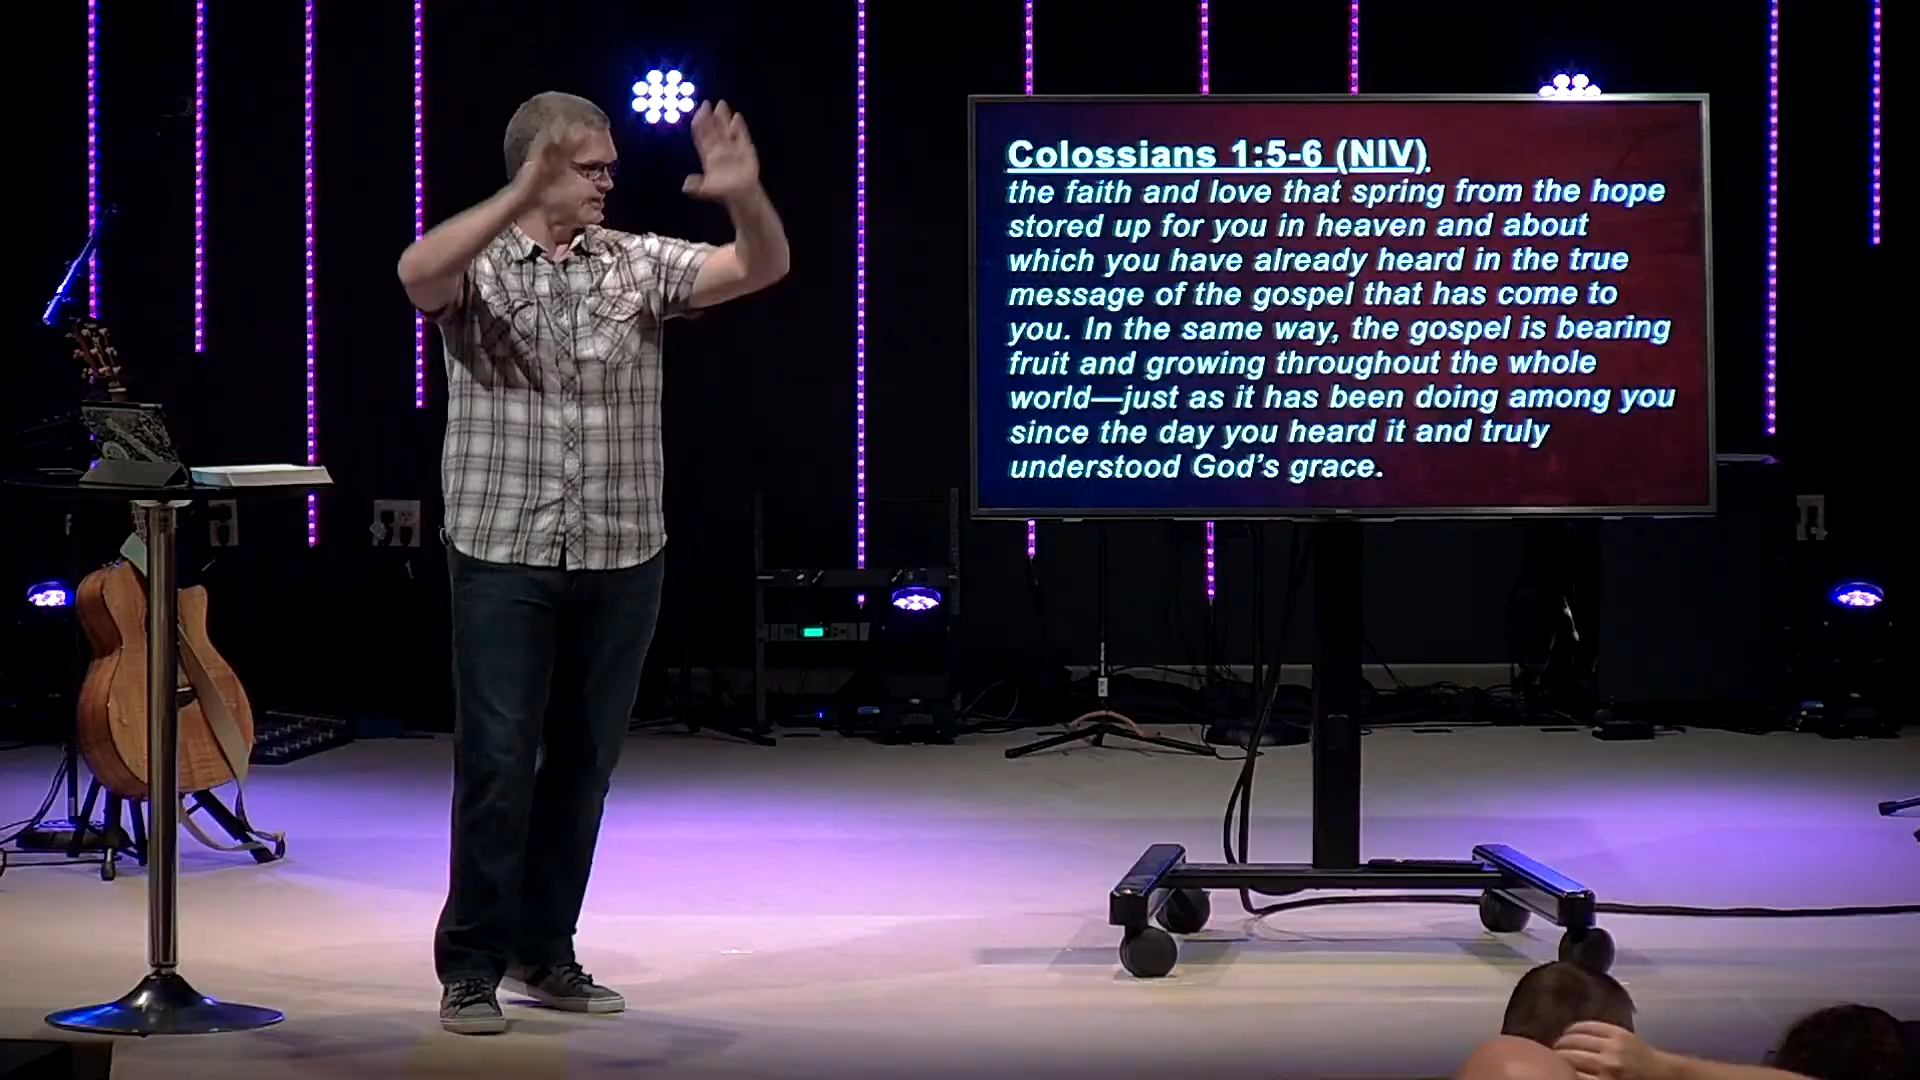 Colossians 1:5-6 (NIV)
the faith and love that spring from the hope
stored up for you in heaven and about
which you have already heard in the true
message of the gospel that has come to
you. In the same way, the gospel is bearing
fruit and growing throughout the whole
world—just as it has been doing among you
since the day you heard it and truly
understood God’s grace.